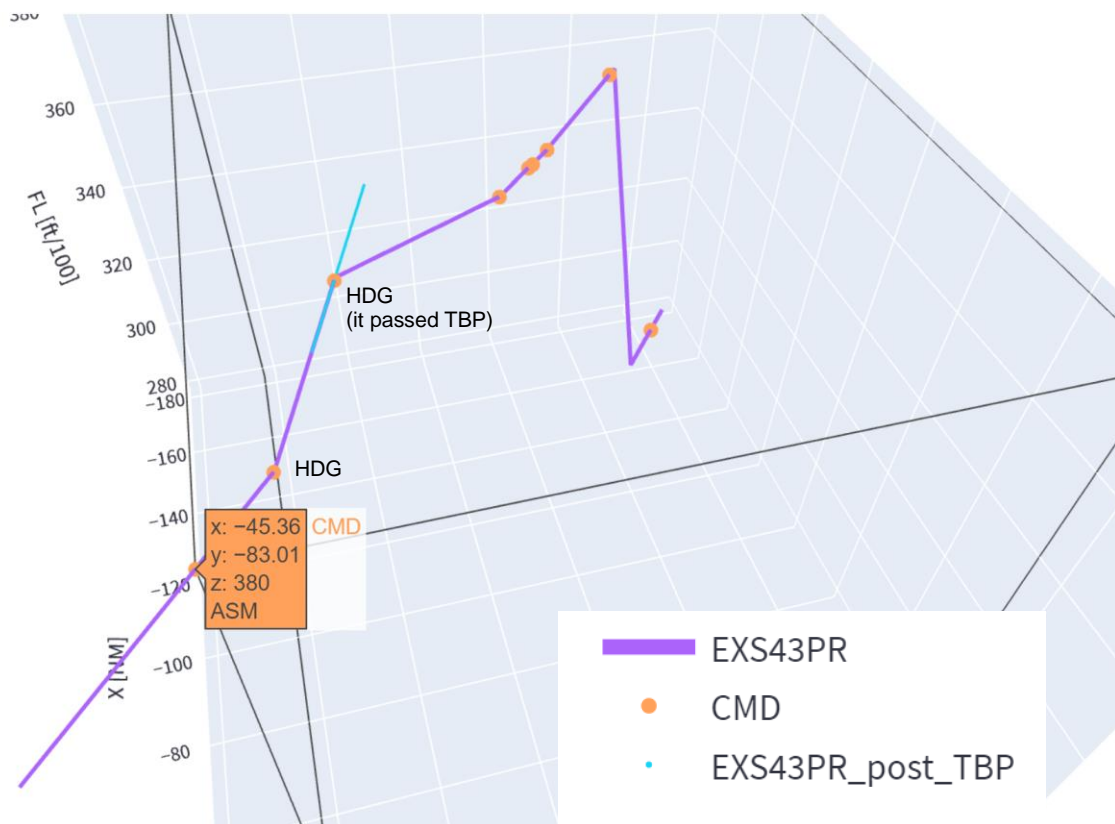 380
360
340
320
300
280
FL [ft/100]
−180
−160
−140
−120
−100
−80
X [NM]
HDG
(it passed TBP)
HDG
x: −45.36
y: −83.01
z: 380
ASM
CMD
EXS43PR
CMD
EXS43PR_post_TBP